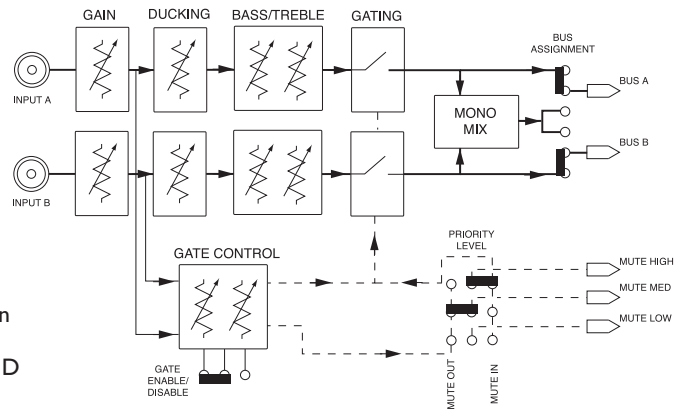 GAIN
DUCKING
BASS/TREBLE
GATING
BUS
ASSIGNMENT
INPUT A
BUS A
MONO
MIX
BUS B
INPUT B
GATE CONTROL
PRIORITY
LEVEL
MUTE HIGH
MUTE MED
MUTE LOW
n
D
GATE
ENABLE/
DISABLE
MUTE OUT
MUTE IN